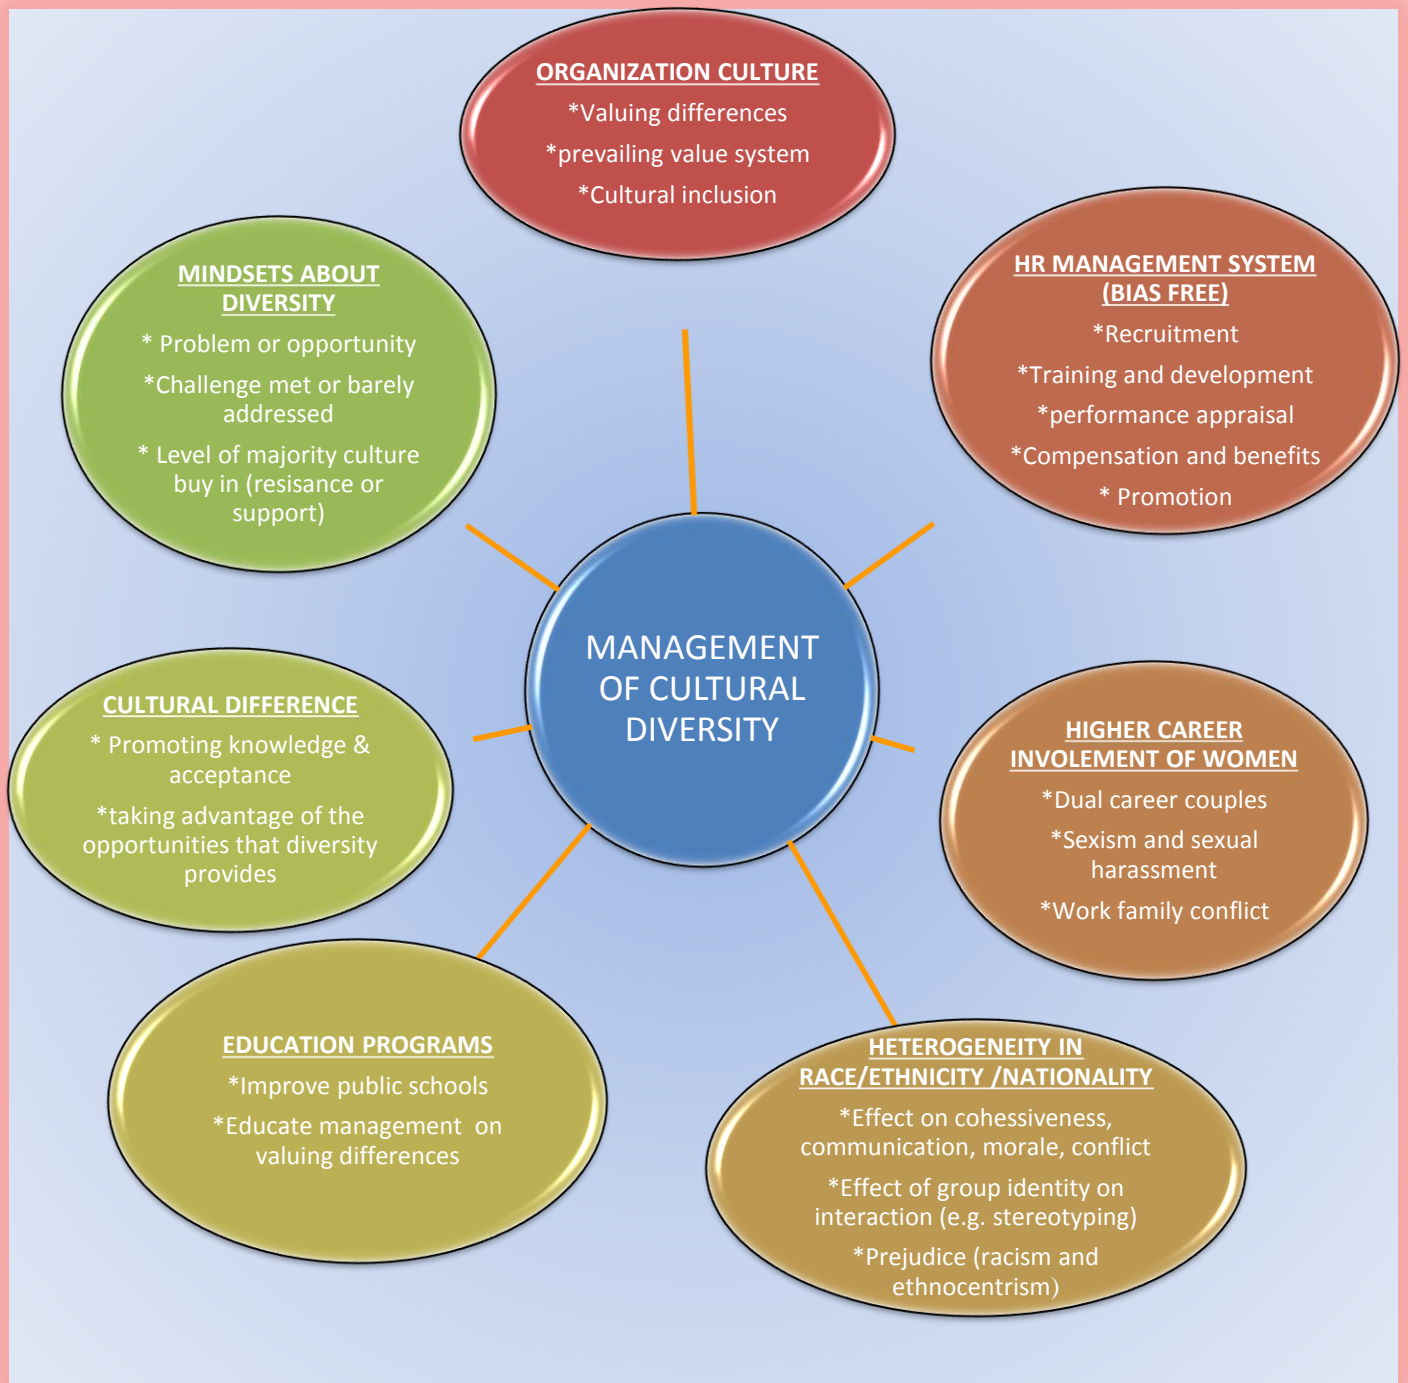 ORGANIZATION CULTURE
*Valuing differences
*prevailing value system
*Cultural inclusion
HR MANAGEMENT SYSTEM
(BIAS FREE)
*Recruitment
*Training and development
*performance appraisal
*Compensation and benefits
* Promotion
HIGHER CAREER
INVOLEMENT OF WOMEN
*Dual career couples
*Sexism and sexual
harassment
*Work family conflict
HETEROGENEITY IN
RACE/ETHNICITY /NATIONALITY
*Effect on cohessiveness,
communication, morale, conflict
*Effect of group identity on
interaction (e.g. stereotyping)
*Prejudice (racism and
ethnocentrism)
EDUCATION PROGRAMS
*Improve public schools
*Educate management  on
valuing differences
CULTURAL DIFFERENCE
* Promoting knowledge &
acceptance
*taking advantage of the
opportunities that diversity
provides
MINDSETS ABOUT
DIVERSITY
* Problem or opportunity
*Challenge met or barely
addressed
* Level of majority culture
buy in (resisance or
support)
MANAGEMENT
OF CULTURAL
DIVERSITY